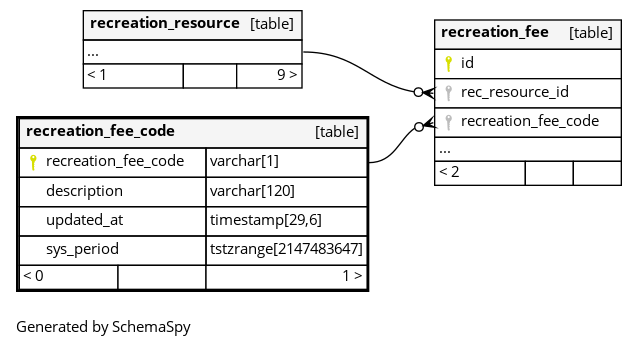 recreation_resource [table]
...
< 1 9 >
recreation_fee [table]
id
rec_resource_id
recreation_fee_code
...
< 2
recreation_fee_code [table]
recreation_fee_code varchar[1]
description varchar[120]
updated_at timestamp[29,6]
sys_period tstzrange[2147483647]
< 0 1 >
Generated by SchemaSpy